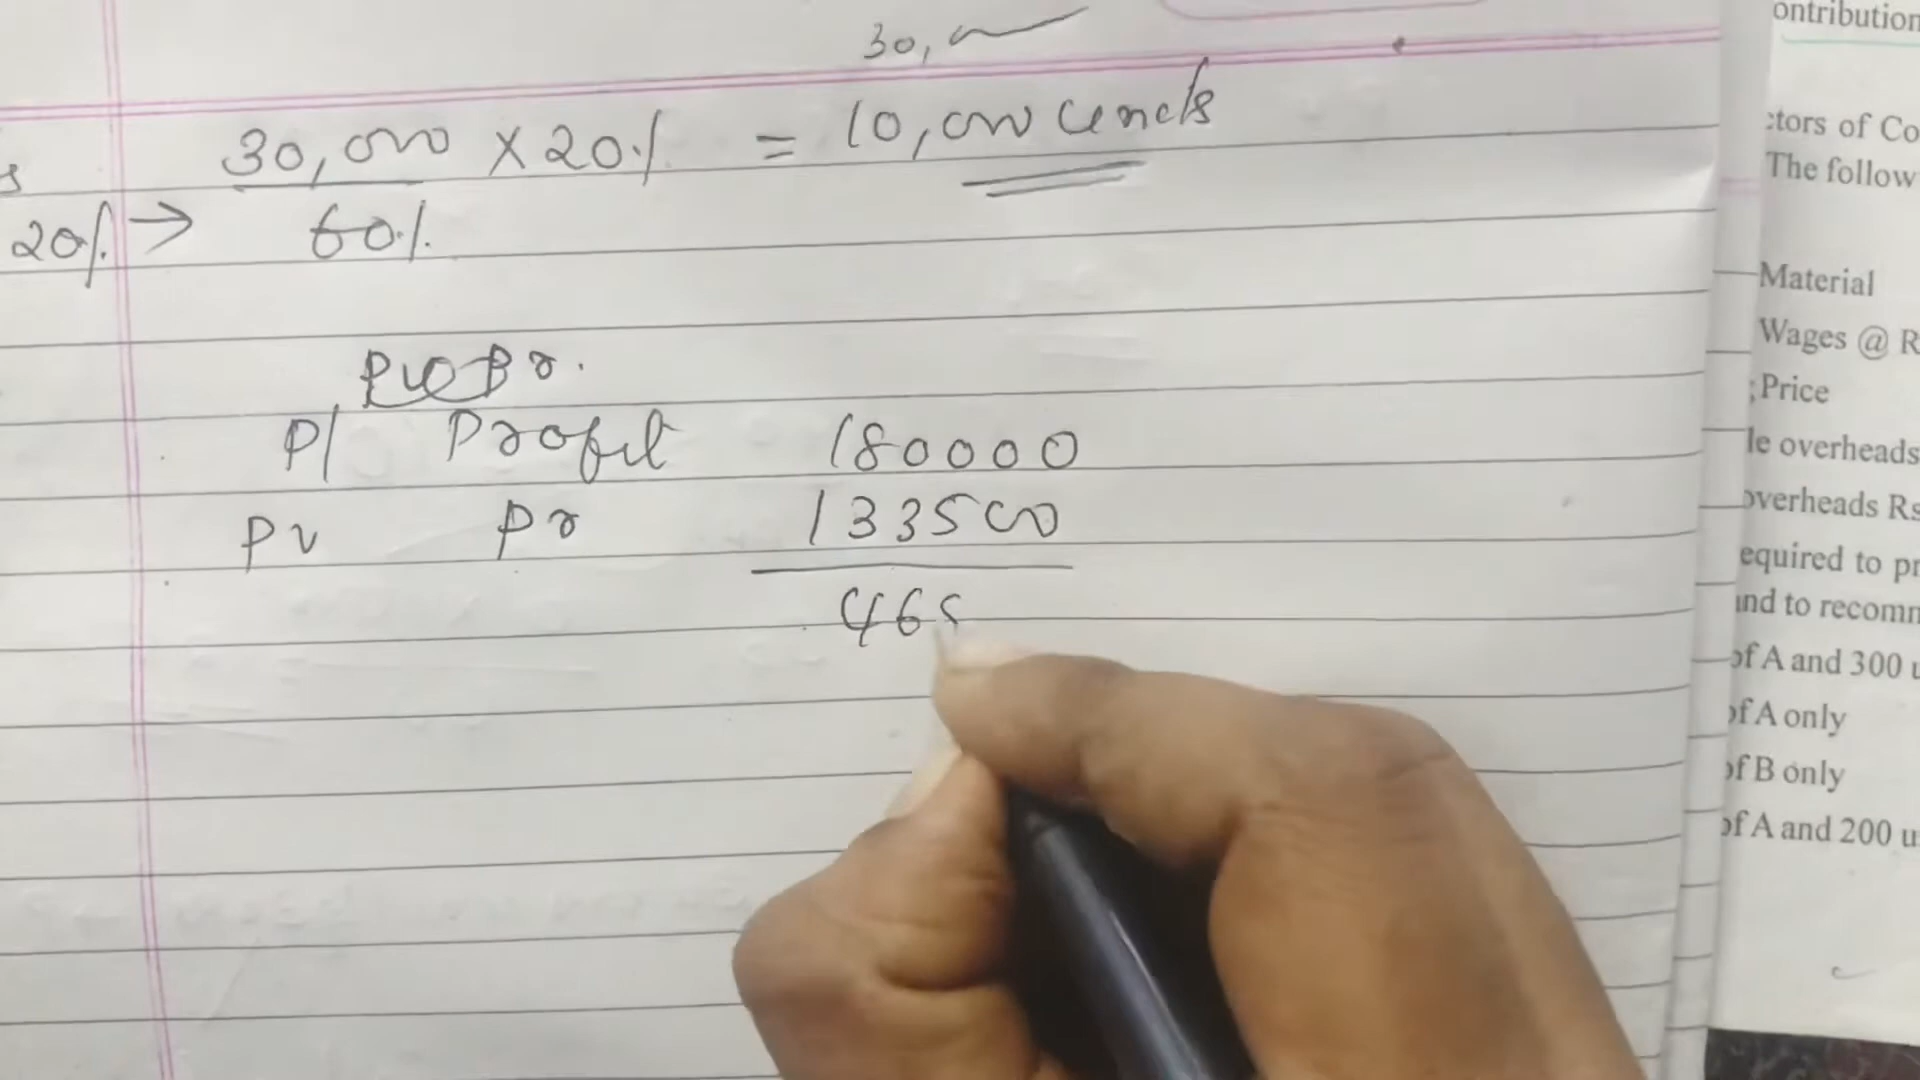 30,
30,000 × 20% = 10,000 units
60%
20% →
P/ Profit 180000
Pv Pr 133500
465
ontribution
ctors of Co
The follow
Material
Wages @ R
Price
le overheads
overheads Rs
equired to pr
and to recomm
of A and 300 u
of A only
of B only
of A and 200 u